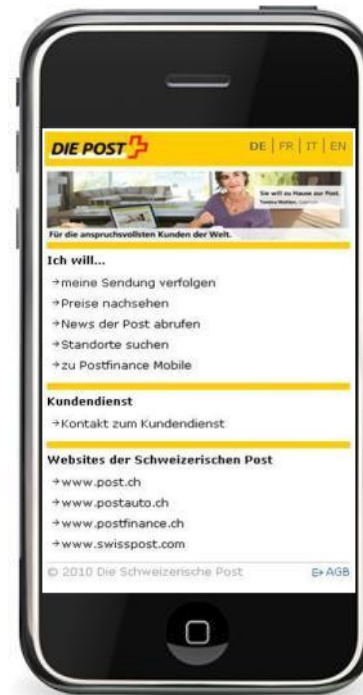 DIE POST DE | FR | IT | EN
Sie will zu Hause zur Post.
Für die anspruchsvollsten Kunden der Welt.
Ich will...
→meine Sendung verfolgen
→Preise nachsehen
→News der Post abrufen
→Standorte suchen
→zu Postfinance Mobile
Kundendienst
→Kontakt zum Kundendienst
Websites der Schweizerischen Post
→www.post.ch
→www.postauto.ch
→www.postfinance.ch
→www.swisspost.com
© 2010 Die Schweizerische Post AGB